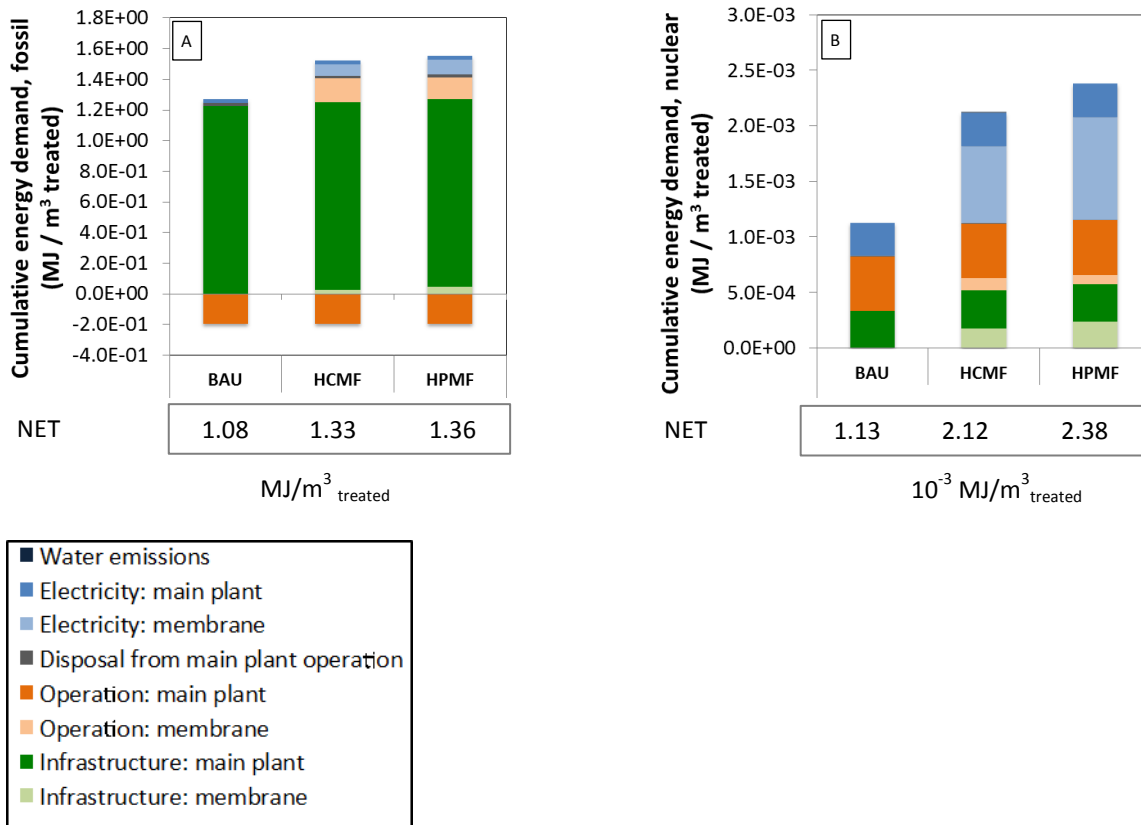 A
Cumulative energy demand, fossil
(MJ / m³ treated)
1.8E+00
1.6E+00
1.4E+00
1.2E+00
1.0E+00
8.0E-01
6.0E-01
4.0E-01
2.0E-01
0.0E+00
-2.0E-01
-4.0E-01
BAU HCMF HPMF
NET 1.08 1.33 1.36
MJ/m³ treated
B
Cumulative energy demand, nuclear
(MJ / m³ treated)
3.0E-03
2.5E-03
2.0E-03
1.5E-03
1.0E-03
5.0E-04
0.0E+00
BAU HCMF HPMF
NET 1.13 2.12 2.38
10⁻³ MJ/m³ treated
Water emissions
Electricity: main plant
Electricity: membrane
Disposal from main plant operation
Operation: main plant
Operation: membrane
Infrastructure: main plant
Infrastructure: membrane